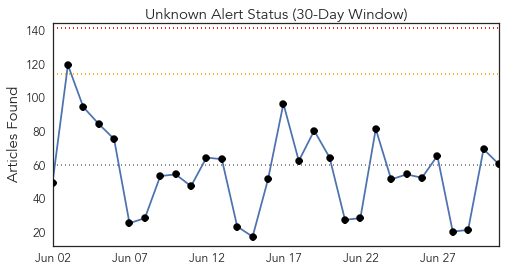 Unknown Alert Status (30-Day Window)
Articles Found
140
120
100
80
60
40
20
Jun 02 Jun 07 Jun 12 Jun 17 Jun 22 Jun 27